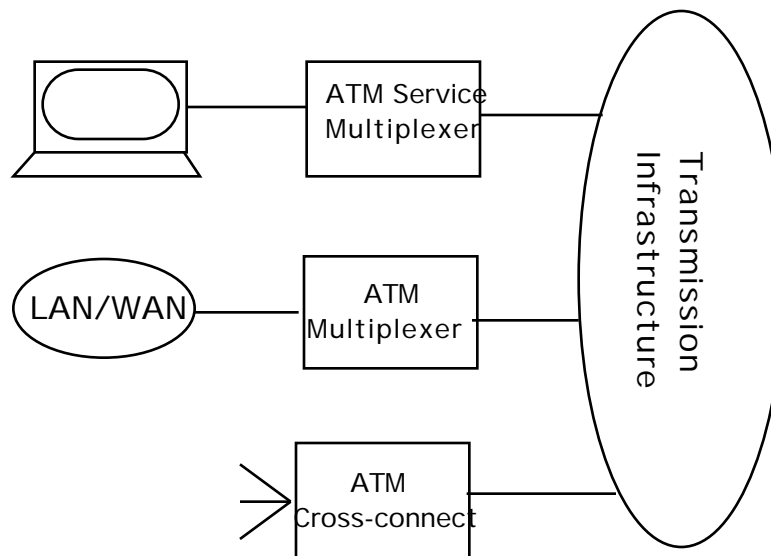 ATM Service
Multiplexer
LAN/WAN
ATM
Multiplexer
ATM
Cross-connect
Transmission
Infrastructure